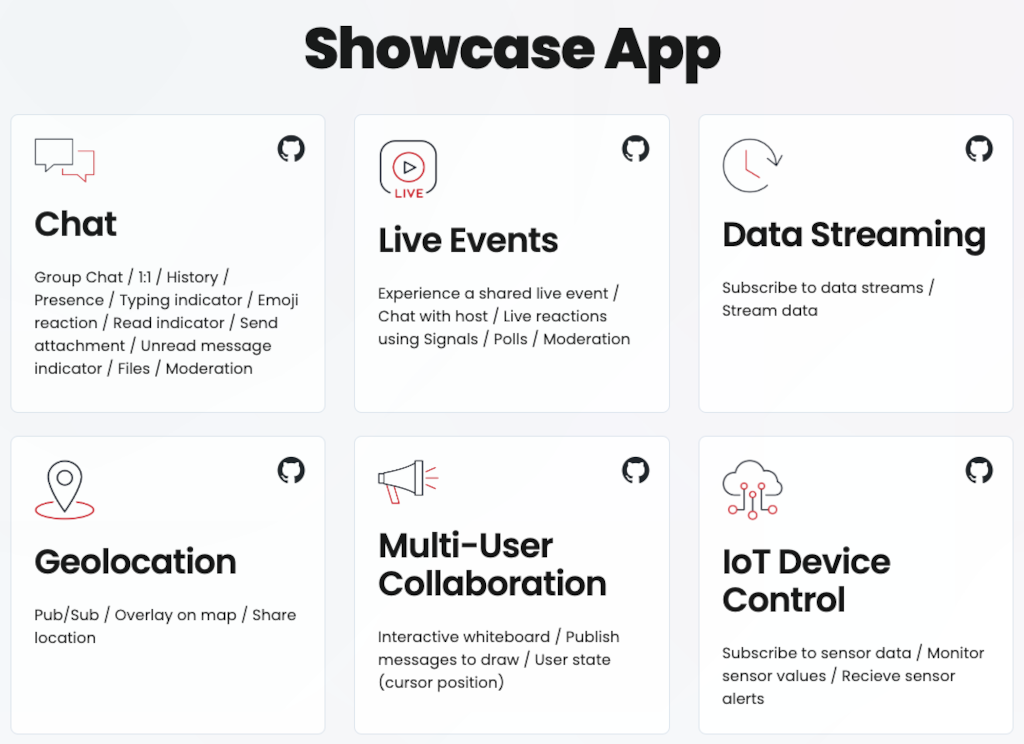 Showcase App
Chat
Group Chat / 1:1 / History /
Presence / Typing indicator / Emoji
reaction / Read indicator / Send
attachment / Unread message
indicator / Files / Moderation
LIVE
Live Events
Experience a shared live event /
Chat with host / Live reactions
using Signals / Polls / Moderation
Data Streaming
Subscribe to data streams /
Stream data
Geolocation
Pub/Sub / Overlay on map / Share
location
Multi-User
Collaboration
Interactive whiteboard / Publish
messages to draw / User state
(cursor position)
IoT Device
Control
Subscribe to sensor data / Monitor
sensor values / Recieve sensor
alerts